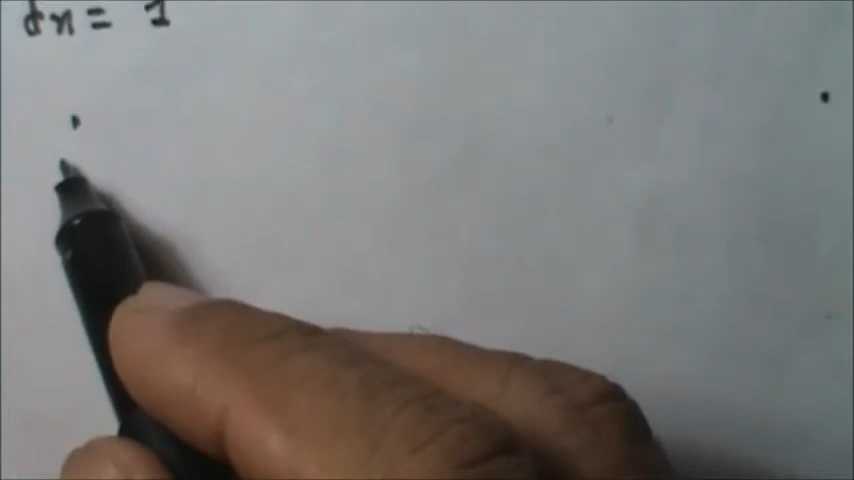 dx = 1